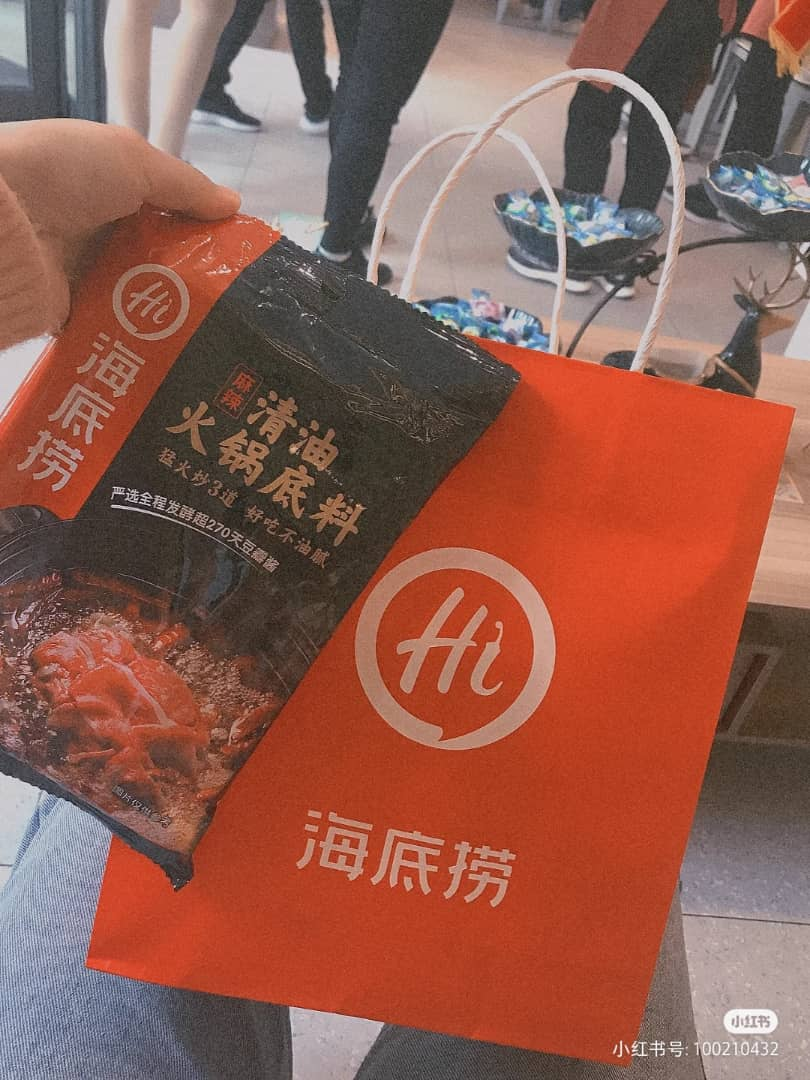 Hi
海底捞
麻辣
清油
火锅底料
猛火炒3道 好吃不油腻
严选全程发酵超270天豆瓣酱
Hi
海底捞
小红书
小红书号: 100210432